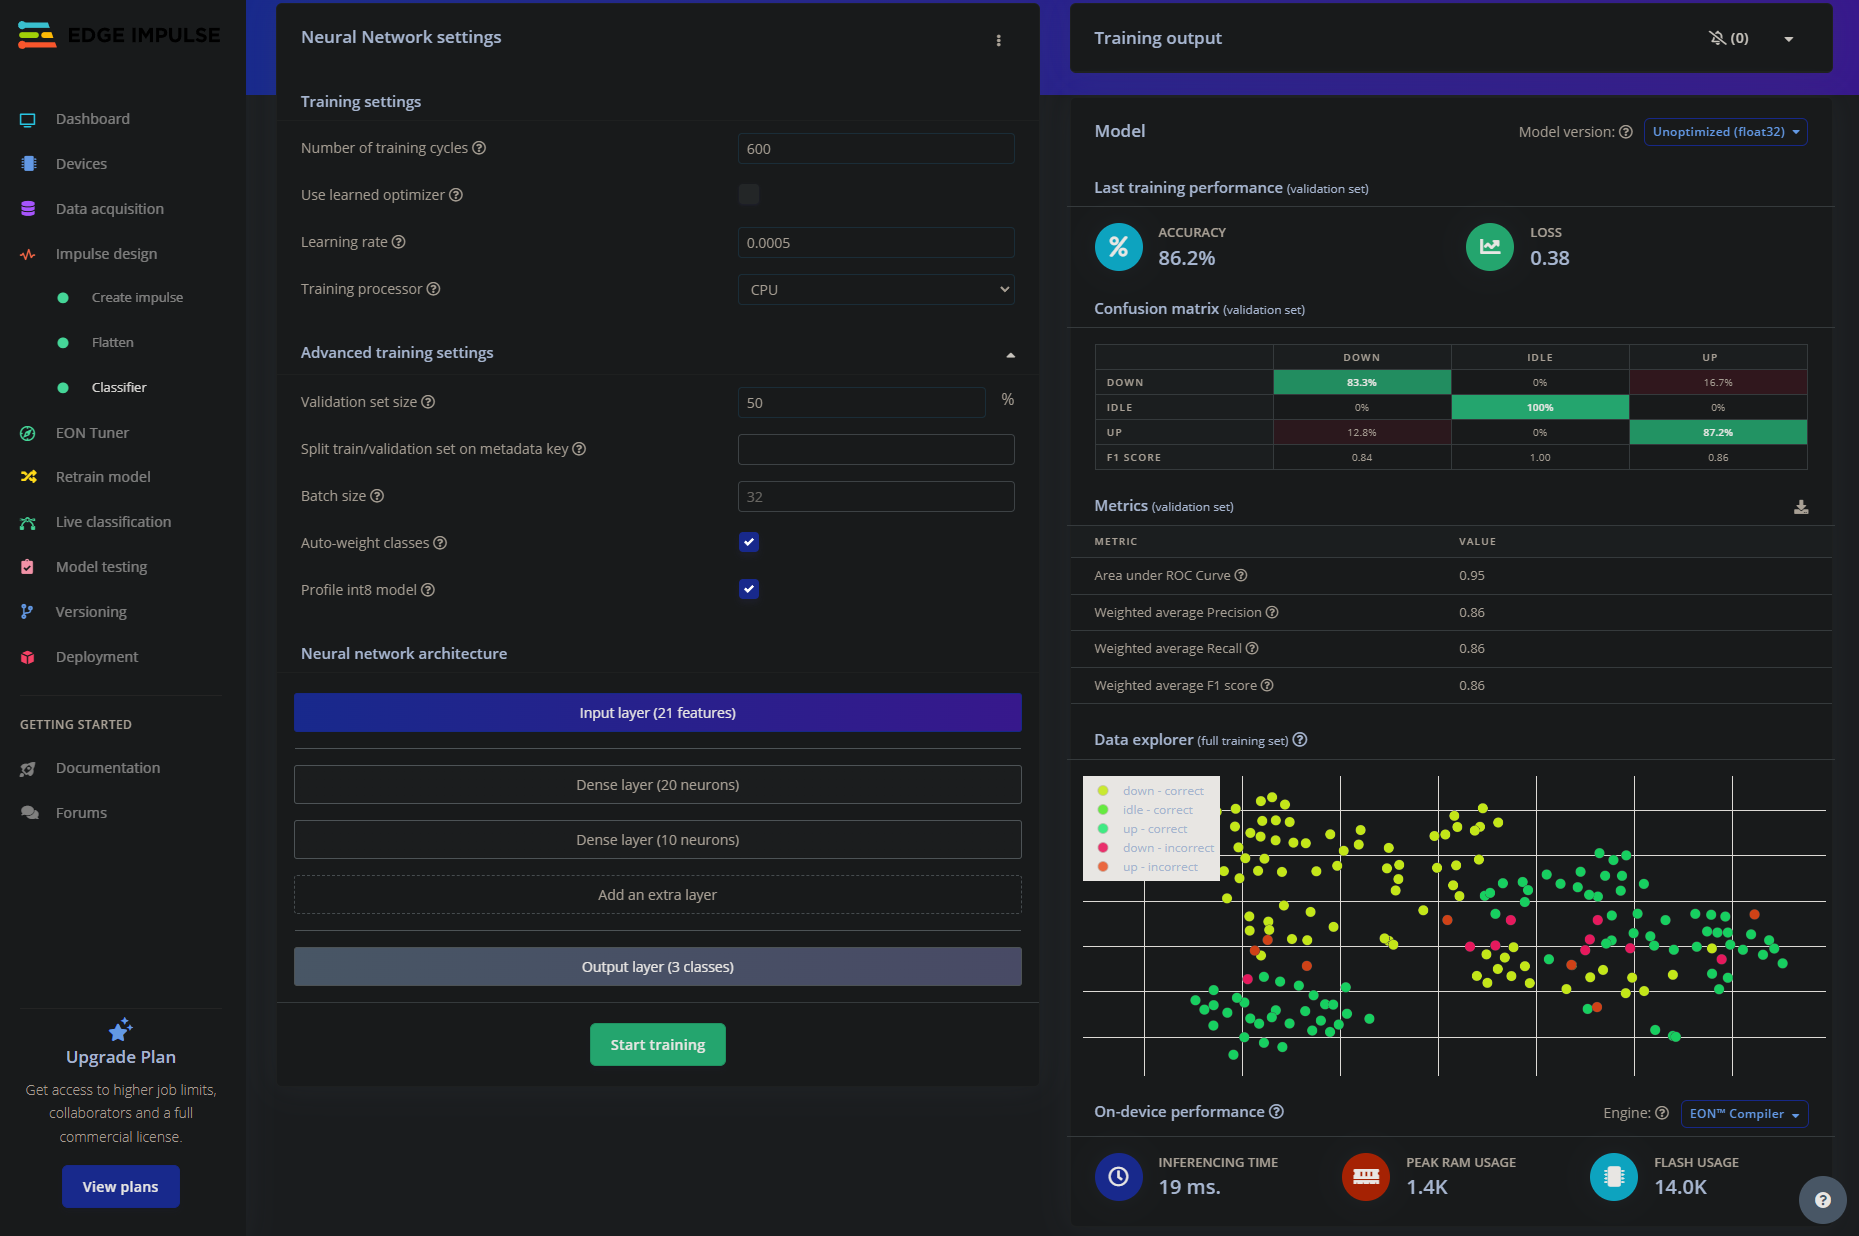 EDGE IMPULSE
Dashboard
Devices
Data acquisition
Impulse design
Create impulse
Flatten
Classifier
EON Tuner
Retrain model
Live classification
Model testing
Versioning
Deployment
GETTING STARTED
Documentation
Forums
Upgrade Plan
Get access to higher job limits,
collaborators and a full
commercial license.
View plans
Neural Network settings
Training settings
Number of training cycles 600
Use learned optimizer
Learning rate 0.0005
Training processor CPU
Advanced training settings
Validation set size 50 %
Split train/validation set on metadata key
Batch size 32
Auto-weight classes
Profile int8 model
Neural network architecture
Input layer (21 features)
Dense layer (20 neurons)
Dense layer (10 neurons)
Add an extra layer
Output layer (3 classes)
Start training
Training output (0)
Model Model version: Unoptimized (float32)
Last training performance (validation set)
ACCURACY
86.2%
LOSS
0.38
Confusion matrix (validation set)
DOWN IDLE UP
DOWN 83.3% 0% 16.7%
IDLE 0% 100% 0%
UP 12.8% 0% 87.2%
F1 SCORE 0.84 1.00 0.86
Metrics (validation set)
METRIC VALUE
Area under ROC Curve 0.95
Weighted average Precision 0.86
Weighted average Recall 0.86
Weighted average F1 score 0.86
Data explorer (full training set)
down - correct
idle - correct
up - correct
down - incorrect
up - incorrect
On-device performance Engine: EON™ Compiler
INFERENCING TIME
19 ms.
PEAK RAM USAGE
1.4K
FLASH USAGE
14.0K